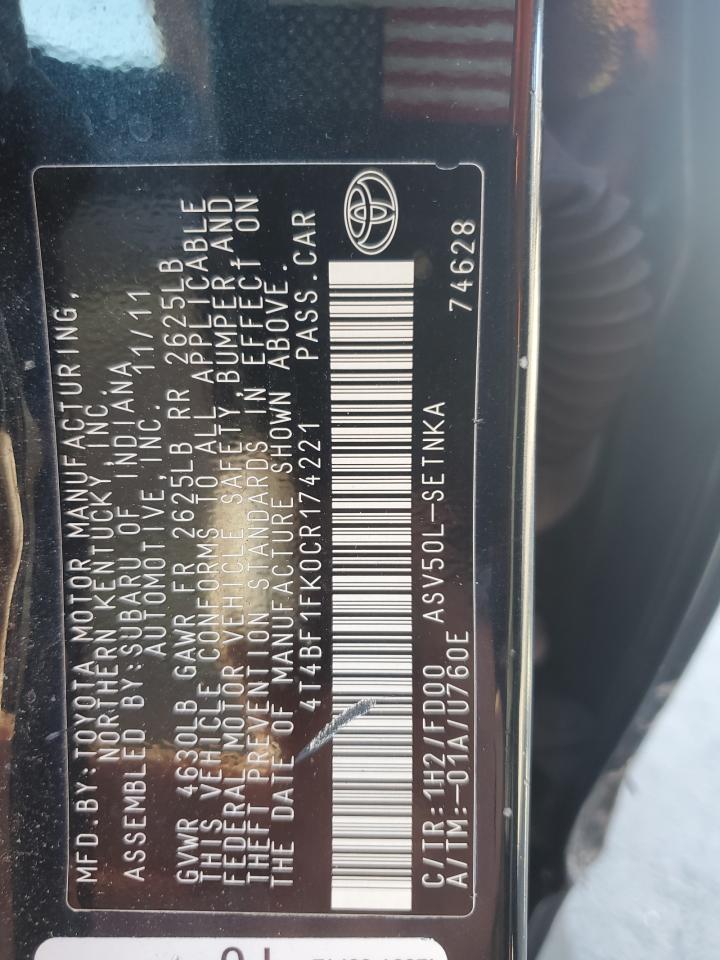 MFD.BY:TOYOTA MOTOR MANUFACTURING,
NORTHERN KENTUCKY,INC.
ASSEMBLED BY:SUBARU OF INDIANA
AUTOMOTIVE,INC. 11/11
GVWR 4630LB GAWR FR 2625LB RR 2625LB
THIS VEHICLE CONFORMS TO ALL APPLICABLE
FEDERAL MOTOR VEHICLE SAFETY, BUMPER, AND
THEFT PREVENTION STANDARDS IN EFFECT ON
THE DATE OF MANUFACTURE SHOWN ABOVE.
4T4BF1FK0CR174221 PASS.CAR
C/TR:1H2/FD00 ASV50L-SETNKA
A/TM:-01A/U760E 74628